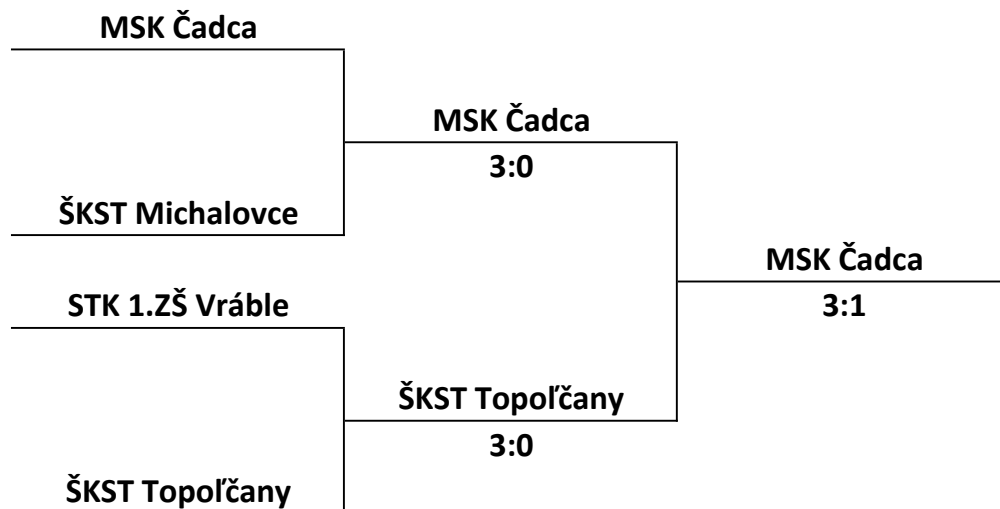 MSK Čadca
MSK Čadca
3:0
ŠKST Michalovce
MSK Čadca
3:1
STK 1.ZŠ Vráble
ŠKST Topoľčany
3:0
ŠKST Topoľčany